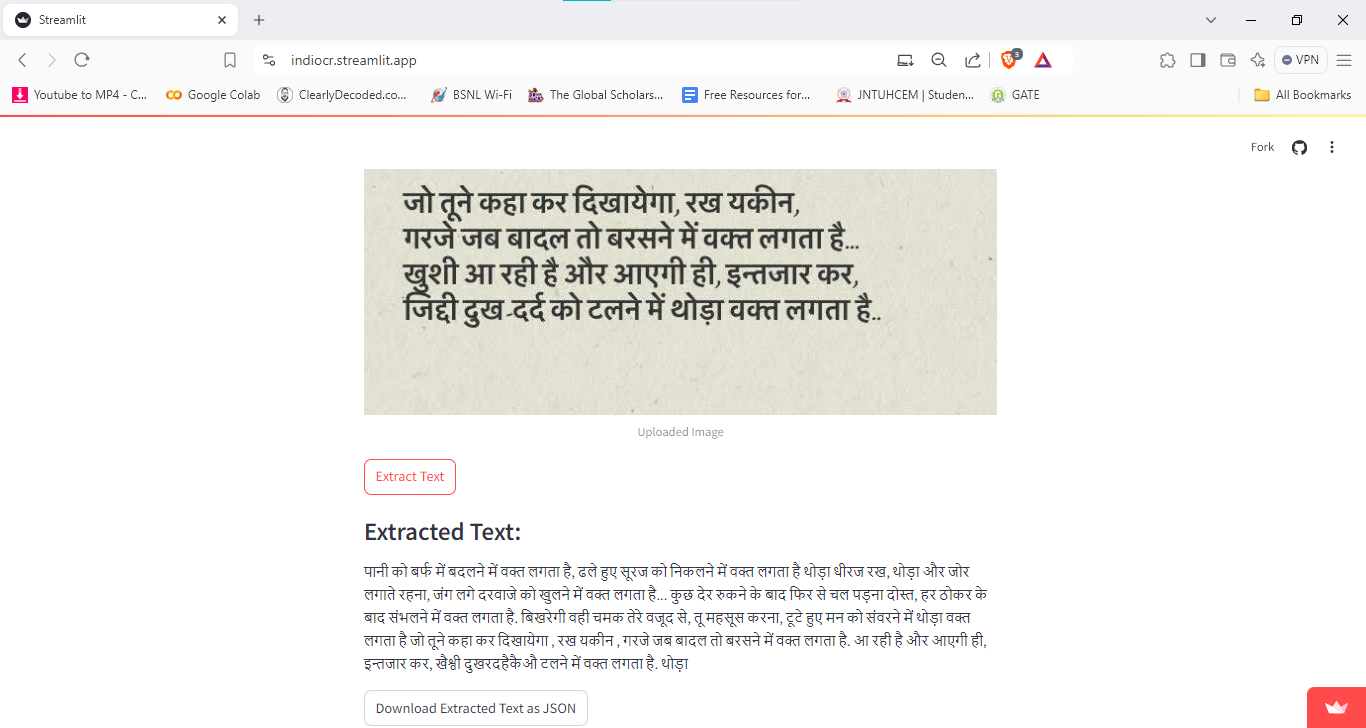 Streamlit
indiocr.streamlit.app
3
VPN
Youtube to MP4 - C...
Google Colab
ClearlyDecoded.co...
BSNL Wi-Fi
The Global Scholars...
Free Resources for...
JNTUHCEM | Studen...
GATE
All Bookmarks
Fork
जो तूने कहा कर दिखायेगा, रख यकीन,
गरजे जब बादल तो बरसने में वक्त लगता है...
खुशी आ रही है और आएगी ही, इन्तजार कर,
जिद्दी दुख-दर्द को टलने में थोड़ा वक्त लगता है..
Uploaded Image
Extract Text
Extracted Text:
पानी को बर्फ में बदलने में वक्त लगता है, ढले हुए सूरज को निकलने में वक्त लगता है थोड़ा धीरज रख, थोड़ा और जोर
लगाते रहना, जंग लगे दरवाजे को खुलने में वक्त लगता है... कुछ देर रुकने के बाद फिर से चल पड़ना दोस्त, हर ठोकर के
बाद संभलने में वक्त लगता है. बिखरेगी वही चमक तेरे वजूद से, तू महसूस करना, टूटे हुए मन को संवरने में थोड़ा वक्त
लगता है जो तूने कहा कर दिखायेगा , रख यकीन , गरजे जब बादल तो बरसने में वक्त लगता है. आ रही है और आएगी ही,
इन्तजार कर, खैश्वी दुखरदहैकैऔ टलने में वक्त लगता है. थोड़ा
Download Extracted Text as JSON